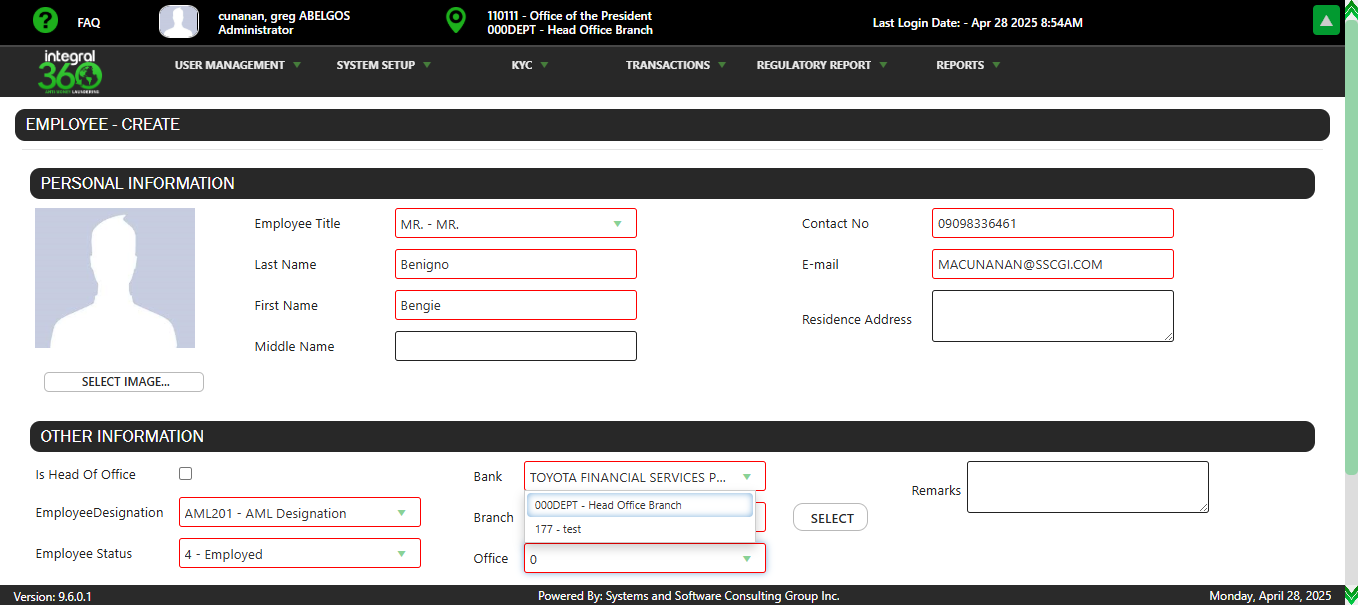 FAQ
cunanan, greg ABELGOS
Administrator
110111 - Office of the President
000DEPT - Head Office Branch
Last Login Date: - Apr 28 2025 8:54AM
integral
360
ANTI MONEY LAUNDERING
USER MANAGEMENT
SYSTEM SETUP
KYC
TRANSACTIONS
REGULATORY REPORT
REPORTS
EMPLOYEE - CREATE
PERSONAL INFORMATION
Employee Title
MR. - MR.
Contact No
09098336461
Last Name
Benigno
E-mail
MACUNANAN@SSCGI.COM
First Name
Bengie
Residence Address
Middle Name
SELECT IMAGE...
OTHER INFORMATION
Is Head Of Office
Bank
TOYOTA FINANCIAL SERVICES P...
Remarks
000DEPT - Head Office Branch
EmployeeDesignation
AML201 - AML Designation
Branch
SELECT
177 - test
Employee Status
4 - Employed
Office
0
Version: 9.6.0.1
Powered By: Systems and Software Consulting Group Inc.
Monday, April 28, 2025